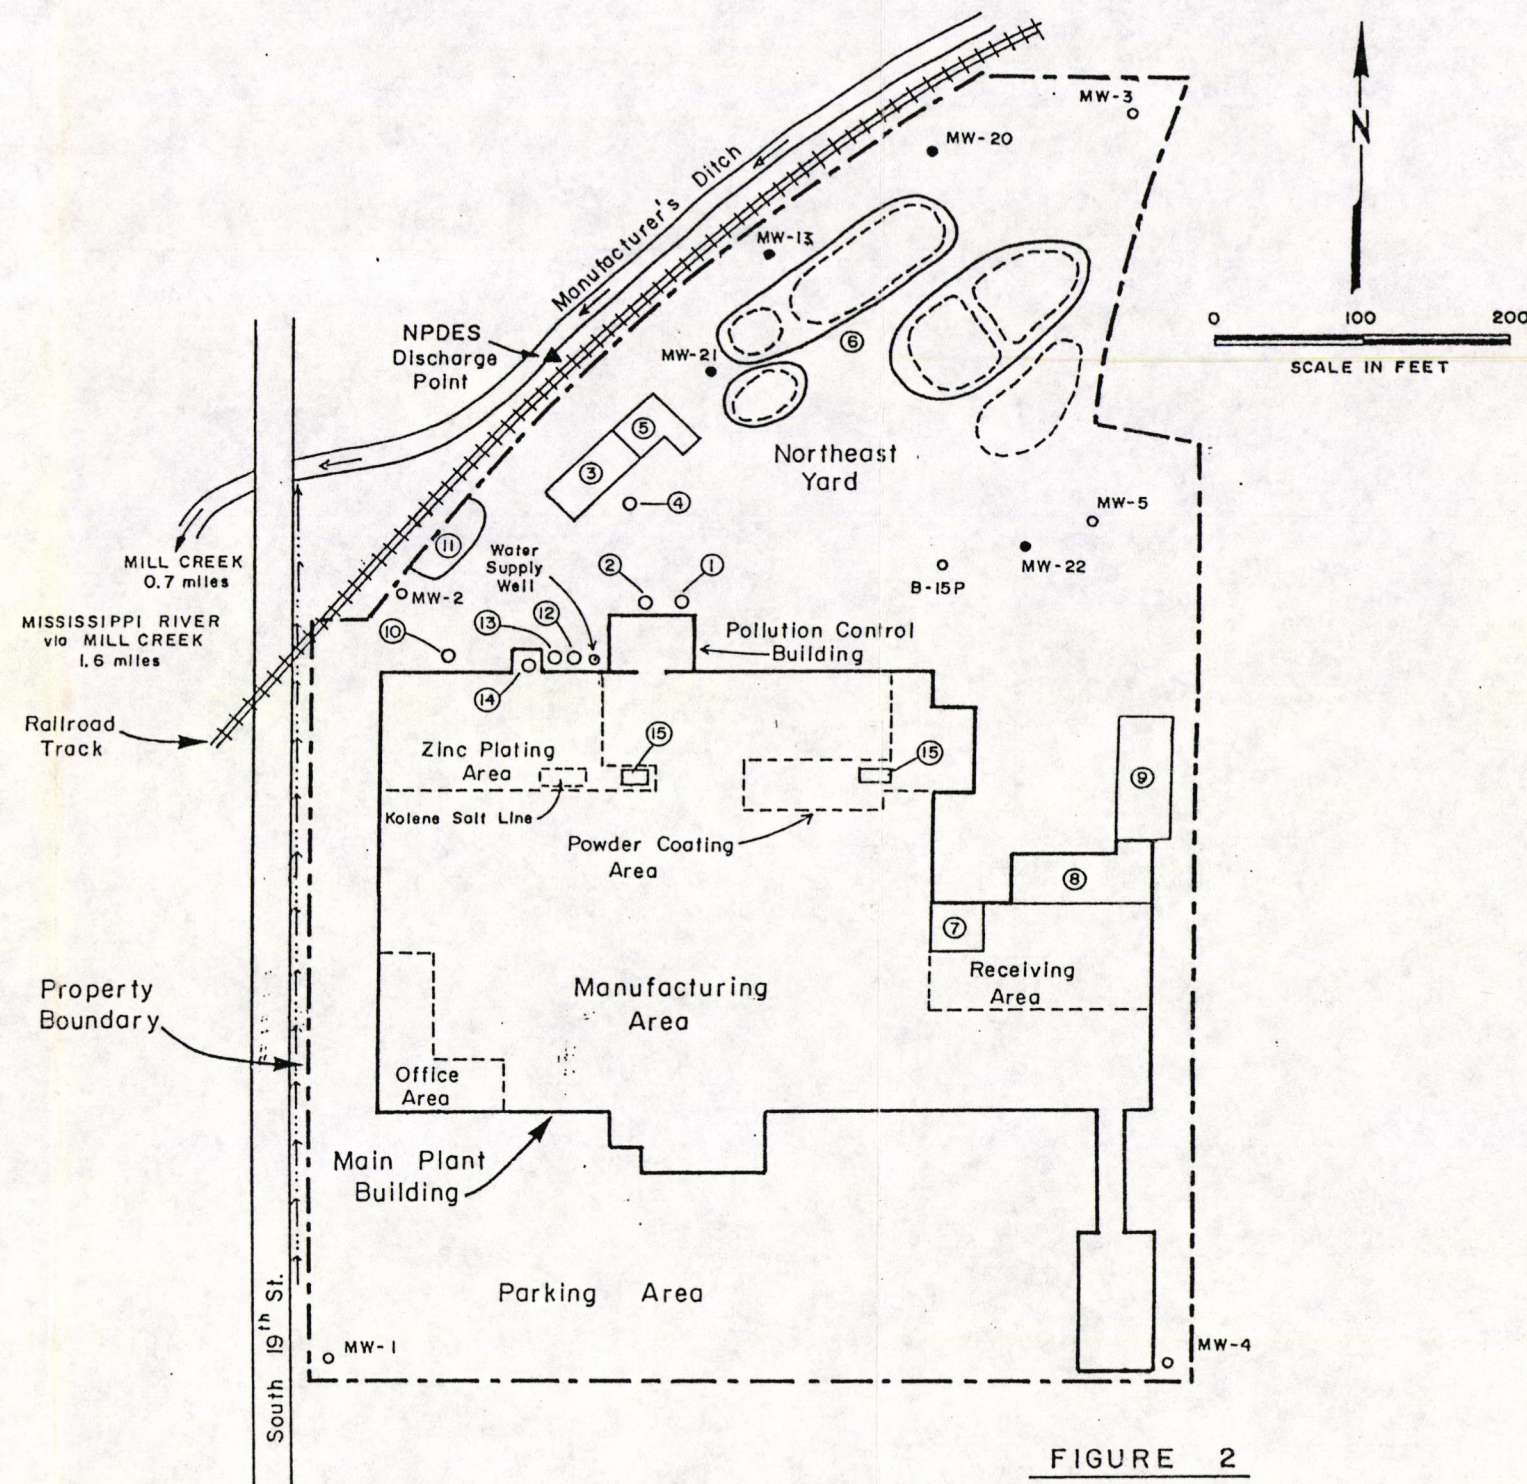 MW-3
MW-20
N
Manufacturer's Ditch
MW-13
0 100 200
SCALE IN FEET
NPDES
Discharge
Point
6
MW-21
5
3
4
Northeast
Yard
MW-5
MW-22
B-15P
11
Water
Supply
Well
2
1
MILL CREEK
0.7 miles
MW-2
MISSISSIPPI RIVER
via MILL CREEK
1.6 miles
10
13
12
14
Pollution Control
Building
Railroad
Track
Zinc Plating
Area
15
15
9
Kolene Salt Line
Powder Coating
Area
8
7
Receiving
Area
Property
Boundary
Manufacturing
Area
Office
Area
Main Plant
Building
Parking Area
South 19th St.
MW-1
MW-4
FIGURE 2